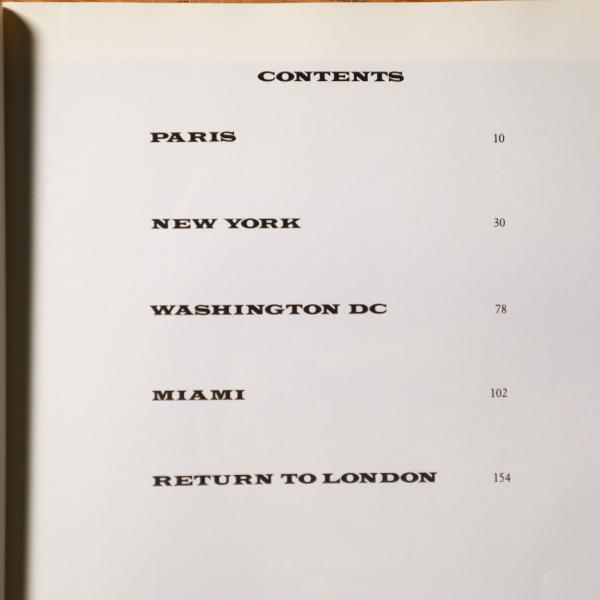 CONTENTS
PARIS 10
NEW YORK 30
WASHINGTON DC 78
MIAMI 102
RETURN TO LONDON 154